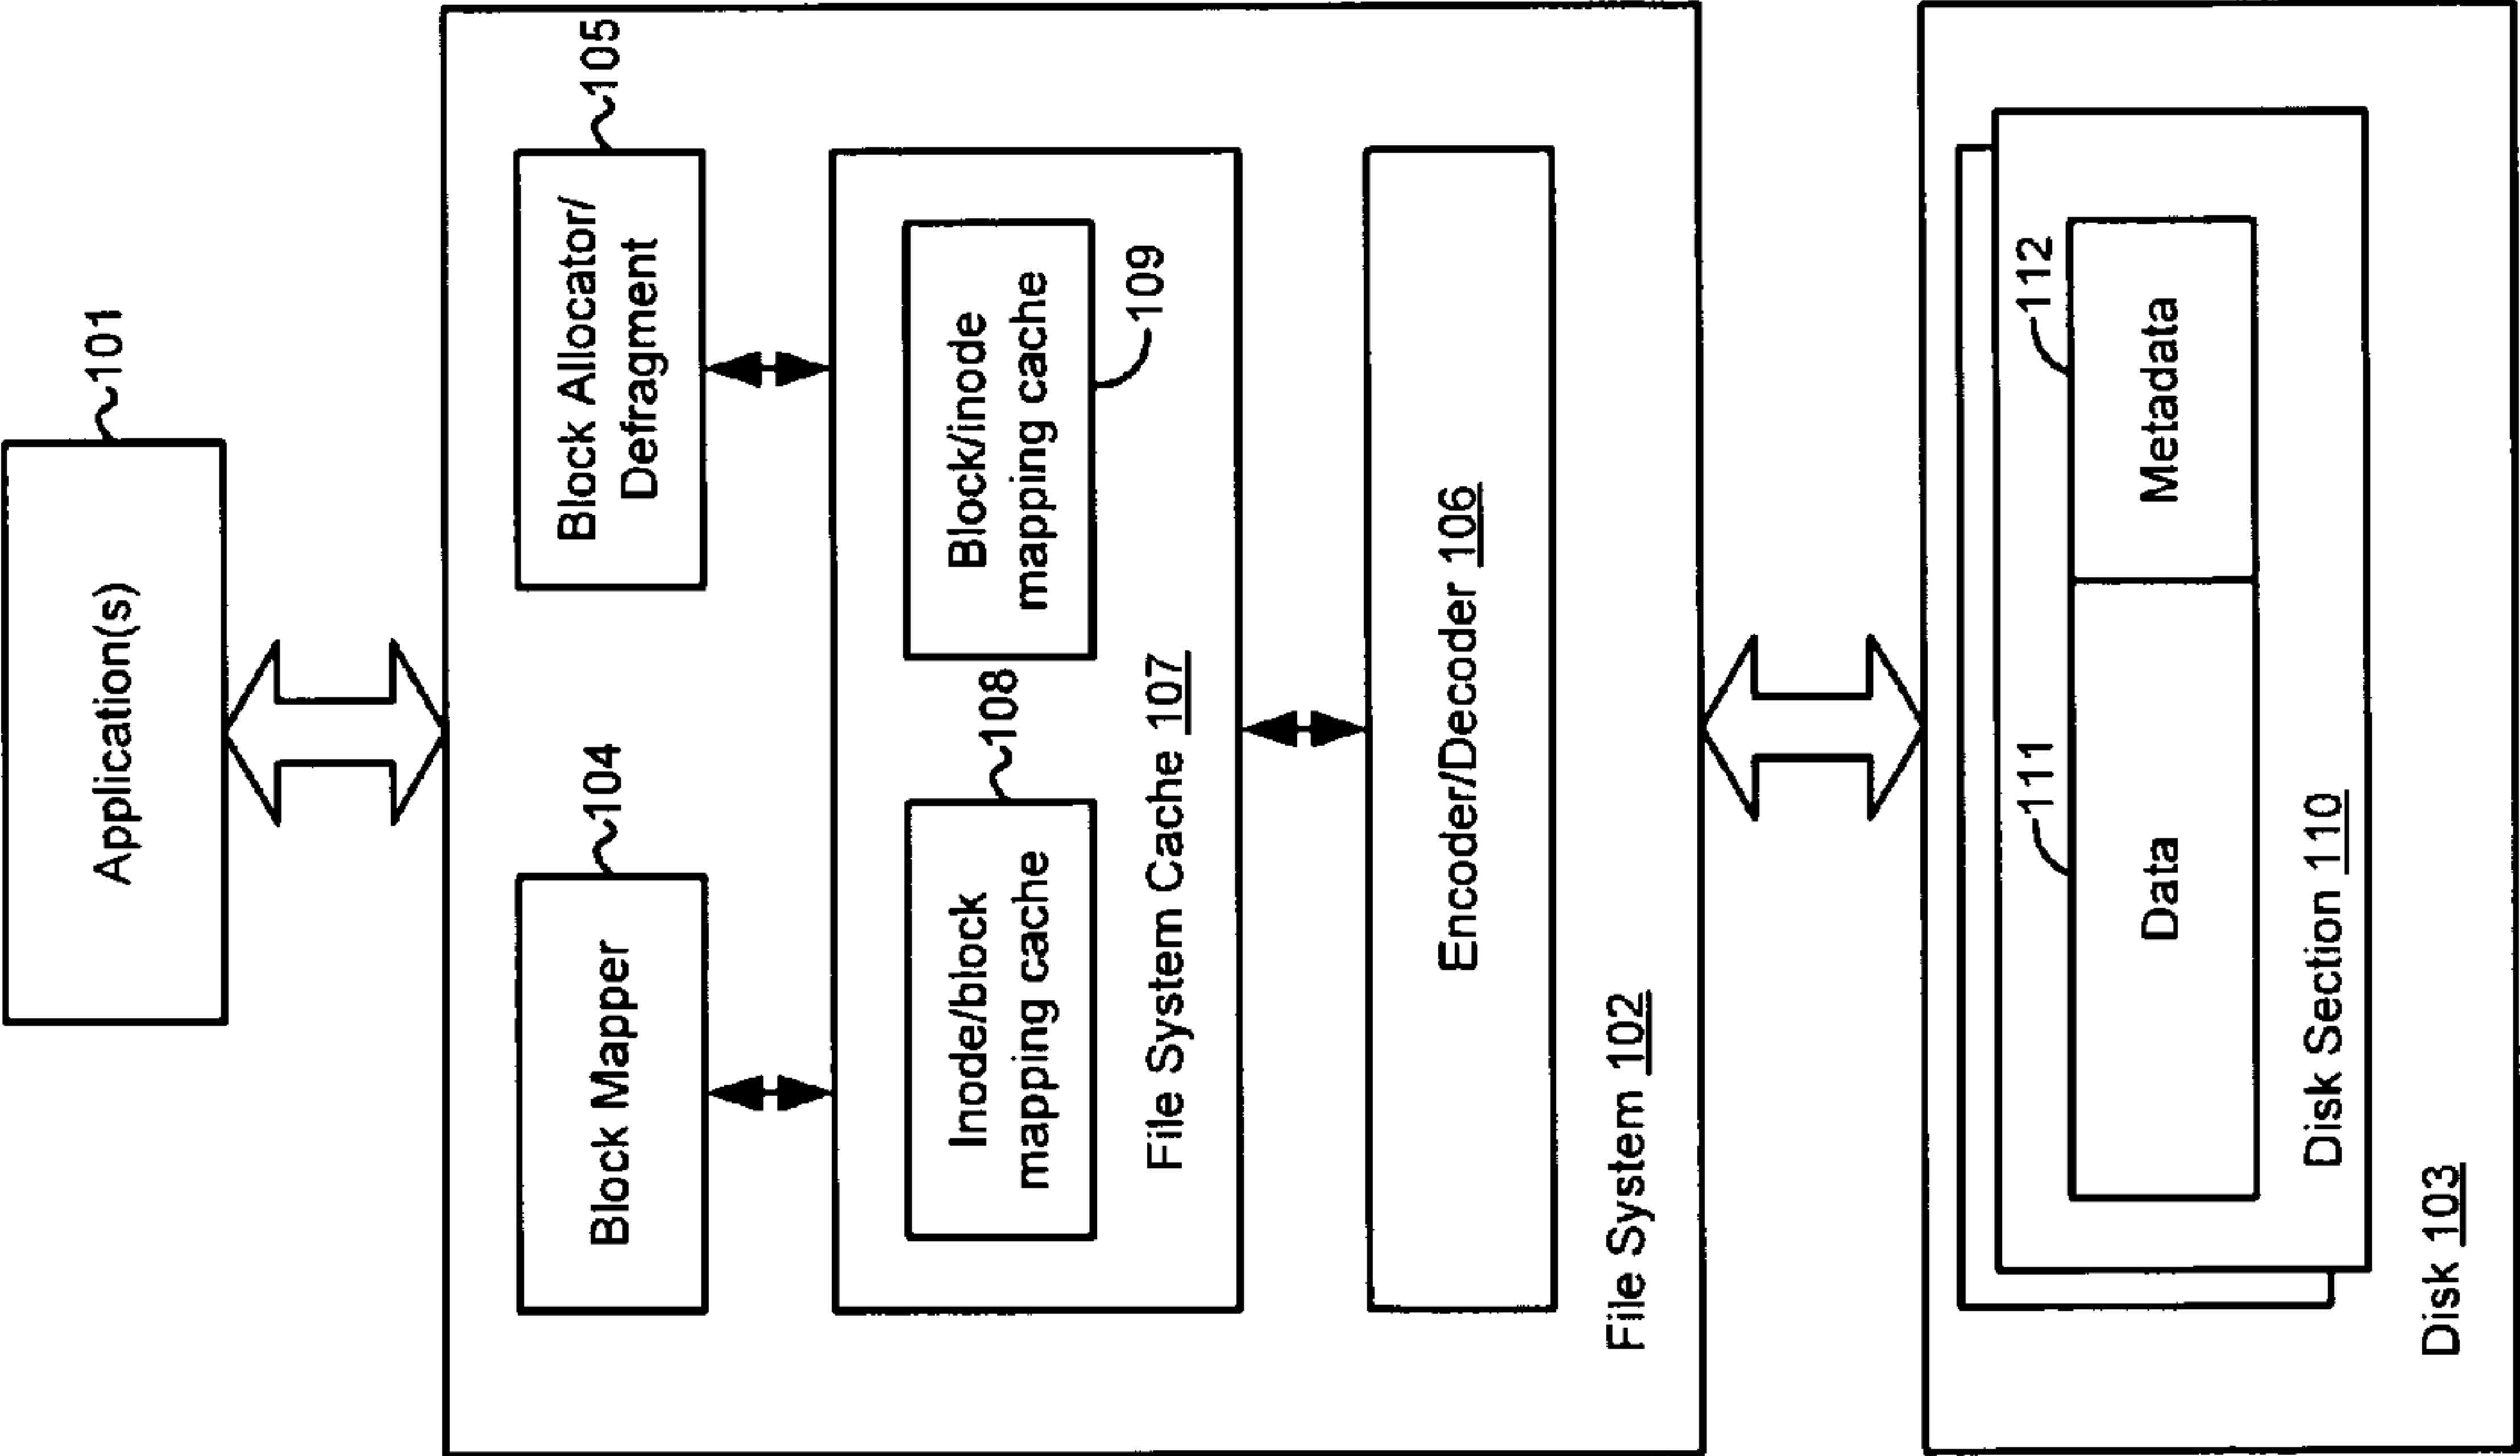 Application(s)
101
Block Mapper
104
Block Allocator/
Defragment
105
Inode/block
mapping cache
108
Block/inode
mapping cache
109
File System Cache 107
Encoder/Decoder 106
File System 102
111
112
Data
Metadata
Disk Section 110
Disk 103